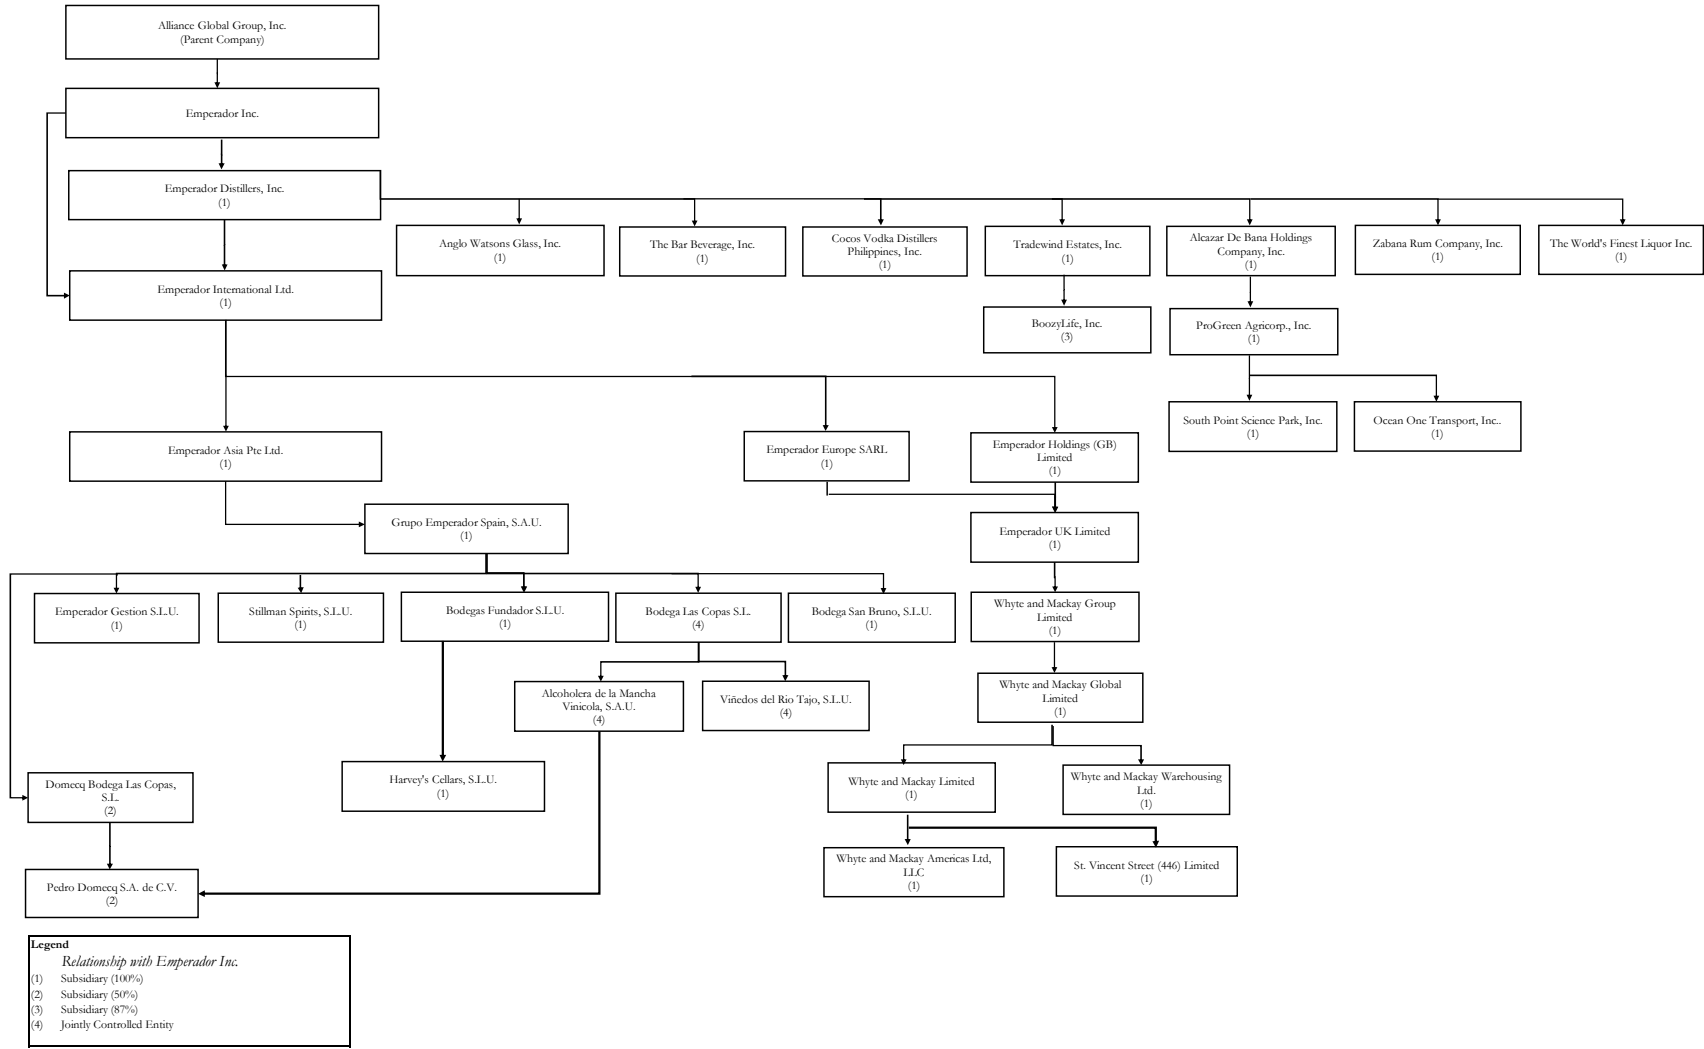 Alliance Global Group, Inc.
(Parent Company)
Emperador Inc.
Emperador Distillers, Inc.
(1)
Anglo Watsons Glass, Inc.
(1)
The Bar Beverage, Inc.
(1)
Cocos Vodka Distillers
Philippines, Inc.
(1)
Tradewind Estates, Inc.
(1)
Alcazar De Bana Holdings
Company, Inc.
(1)
Zabana Rum Company, Inc.
(1)
The World's Finest Liquor Inc.
(1)
Emperador International Ltd.
(1)
BoozyLife, Inc.
(3)
ProGreen Agricorp., Inc.
(1)
South Point Science Park, Inc.
(1)
Ocean One Transport, Inc..
(1)
Emperador Asia Pte Ltd.
(1)
Emperador Europe SARL
(1)
Emperador Holdings (GB)
Limited
(1)
Grupo Emperador Spain, S.A.U.
(1)
Emperador UK Limited
(1)
Emperador Gestion S.L.U.
(1)
Stillman Spirits, S.L.U.
(1)
Bodegas Fundador S.L.U.
(1)
Bodega Las Copas S.L.
(4)
Bodega San Bruno, S.L.U.
(1)
Whyte and Mackay Group
Limited
(1)
Alcoholera de la Mancha
Vinicola, S.A.U.
(4)
Viñedos del Rio Tajo, S.L.U.
(4)
Whyte and Mackay Global
Limited
(1)
Domecq Bodega Las Copas,
S.L.
(2)
Harvey's Cellars, S.L.U.
(1)
Whyte and Mackay Limited
(1)
Whyte and Mackay Warehousing
Ltd.
(1)
Pedro Domecq S.A. de C.V.
(2)
Whyte and Mackay Americas Ltd,
LLC
(1)
St. Vincent Street (446) Limited
(1)
Legend
Relationship with Emperador Inc.
(1) Subsidiary (100%)
(2) Subsidiary (50%)
(3) Subsidiary (87%)
(4) Jointly Controlled Entity